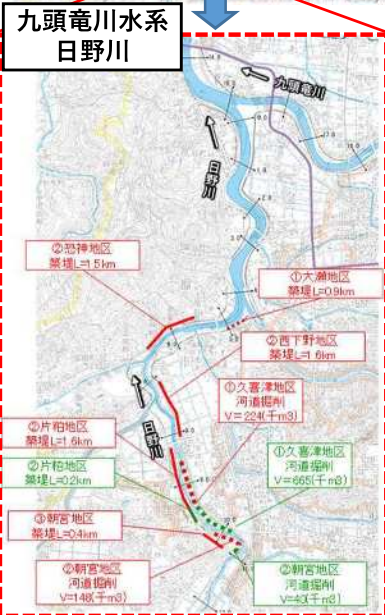 九頭竜川水系
日野川
九頭竜川
日野川
②恐神地区
築堤L=1.5km
①大瀬地区
築堤L=0.9km
②西下野地区
築堤L=1.6km
①久喜津地区
河道掘削
V=224(千m3)
②片粕地区
築堤L=1.6km
②片粕地区
築堤L=0.2km
日野川
①久喜津地区
河道掘削
V=665(千m3)
③朝宮地区
築堤L=0.4km
②朝宮地区
河道掘削
V=148(千m3)
②朝宮地区
河道掘削
V=40(千m3)